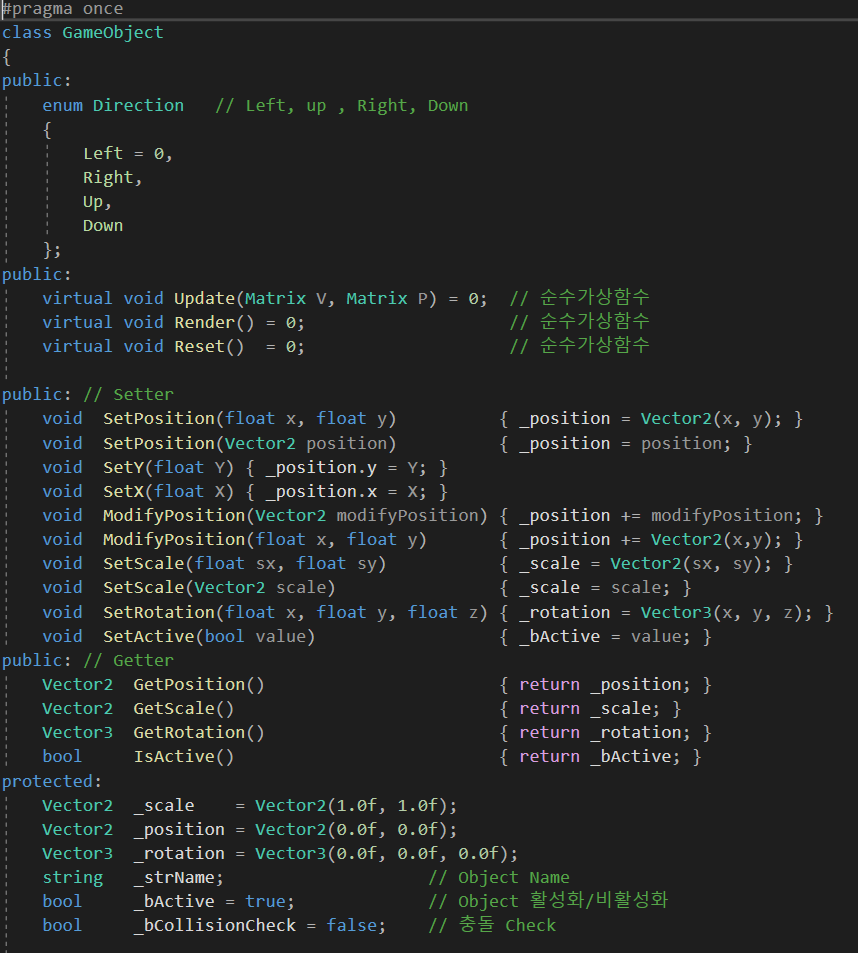 #pragma once
class GameObject
{
public:
    enum Direction   // Left, up , Right, Down
    {
        Left = 0,
        Right,
        Up,
        Down
    };
public:
    virtual void Update(Matrix V, Matrix P) = 0;  // 순수가상함수
    virtual void Render() = 0;                    // 순수가상함수
    virtual void Reset()  = 0;                    // 순수가상함수

public: // Setter
    void  SetPosition(float x, float y)          { _position = Vector2(x, y); }
    void  SetPosition(Vector2 position)          { _position = position; }
    void  SetY(float Y) { _position.y = Y; }
    void  SetX(float X) { _position.x = X; }
    void  ModifyPosition(Vector2 modifyPosition) { _position += modifyPosition; }
    void  ModifyPosition(float x, float y)       { _position += Vector2(x,y); }
    void  SetScale(float sx, float sy)           { _scale = Vector2(sx, sy); }
    void  SetScale(Vector2 scale)                { _scale = scale; }
    void  SetRotation(float x, float y, float z) { _rotation = Vector3(x, y, z); }
    void  SetActive(bool value)                  { _bActive = value; }
public: // Getter
    Vector2  GetPosition()                       { return _position; }
    Vector2  GetScale()                          { return _scale; }
    Vector3  GetRotation()                       { return _rotation; }
    bool     IsActive()                          { return _bActive; }
protected:
    Vector2  _scale    = Vector2(1.0f, 1.0f);
    Vector2  _position = Vector2(0.0f, 0.0f);
    Vector3  _rotation = Vector3(0.0f, 0.0f, 0.0f);
    string   _strName;                    // Object Name
    bool     _bActive = true;             // Object 활성화/비활성화
    bool     _bCollisionCheck = false;    // 충돌 Check